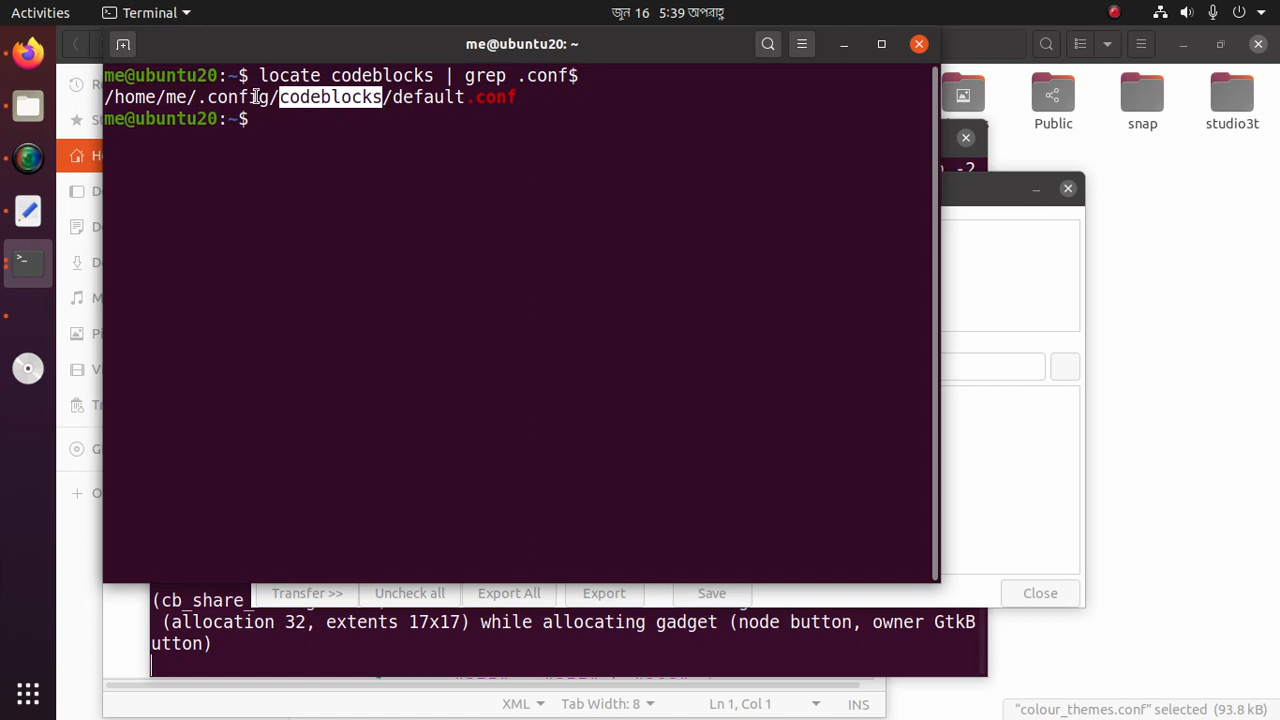 Activities
Terminal
জুন 16 5:39 অপরাহ্ণ
me@ubuntu20: ~
me@ubuntu20:~$ locate codeblocks | grep .conf$
/home/me/.config/codeblocks/default.conf
me@ubuntu20:~$
Public
snap
studio3t
-2
(cb_share_
(allocation 32, extents 17x17) while allocating gadget (node button, owner GtkB
utton)
Transfer >>
Uncheck all
Export All
Export
Save
Close
XML
Tab Width: 8
Ln 1, Col 1
INS
"colour_themes.conf" selected (93.8 kB)